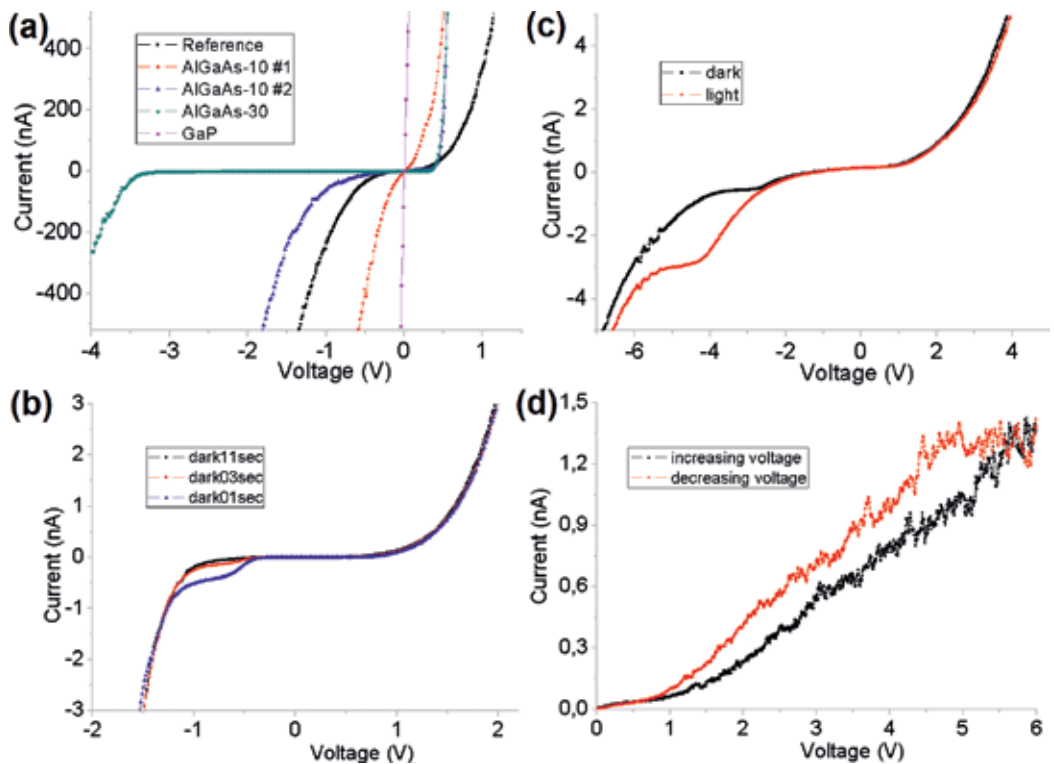 (a)
Reference
AlGaAs-10 #1
AlGaAs-10 #2
AlGaAs-30
GaP
Current (nA)
400
200
0
-200
-400
-4 -3 -2 -1 0 1
Voltage (V)
(c)
dark
light
Current (nA)
4
2
0
-2
-4
-6 -4 -2 0 2 4
Voltage (V)
(b)
dark11sec
dark03sec
dark01sec
Current (nA)
3
2
1
0
-1
-2
-3
-2 -1 0 1 2
Voltage (V)
(d)
increasing voltage
decreasing voltage
Current (nA)
1,5
1,2
0,9
0,6
0,3
0,0
0 1 2 3 4 5 6
Voltage (V)